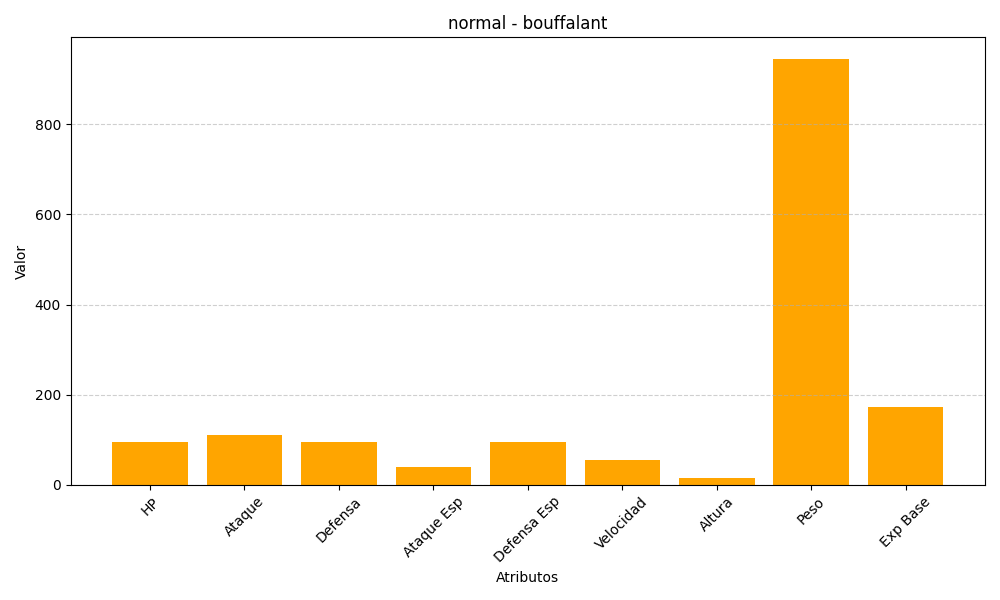 normal - bouffalant
Valor
800
600
400
200
0
HP
Ataque
Defensa
Ataque Esp
Defensa Esp
Velocidad
Altura
Peso
Exp Base
Atributos